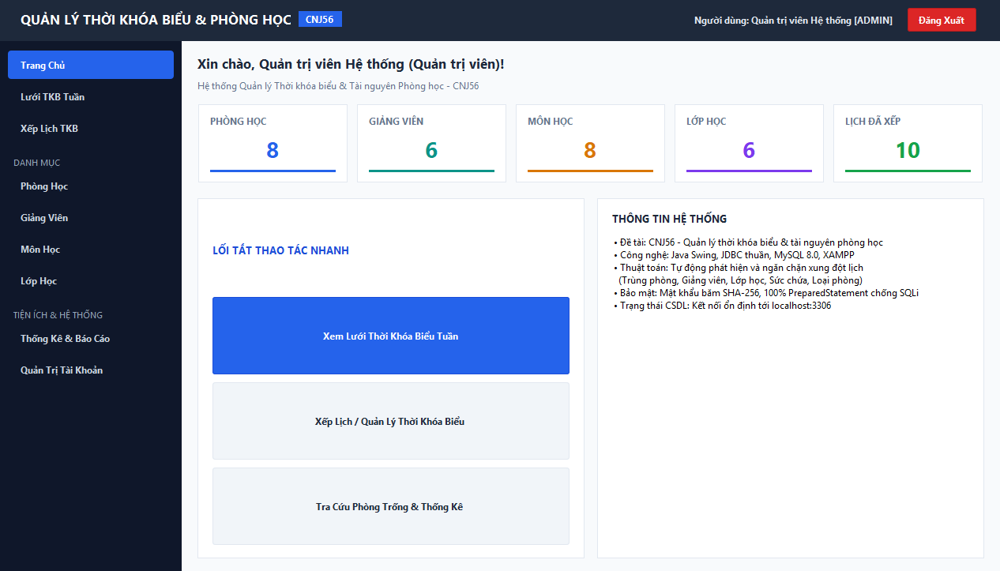 QUẢN LÝ THỜI KHÓA BIỂU & PHÒNG HỌC CNJ56
Người dùng: Quản trị viên Hệ thống [ADMIN]
Đăng Xuất
Trang Chủ
Lưới TKB Tuần
Xếp Lịch TKB
DANH MỤC
Phòng Học
Giảng Viên
Môn Học
Lớp Học
TIỆN ÍCH & HỆ THỐNG
Thống Kê & Báo Cáo
Quản Trị Tài Khoản
Xin chào, Quản trị viên Hệ thống (Quản trị viên)!
Hệ thống Quản lý Thời khóa biểu & Tài nguyên Phòng học - CNJ56
PHÒNG HỌC
8
GIẢNG VIÊN
6
MÔN HỌC
8
LỚP HỌC
6
LỊCH ĐÃ XẾP
10
LỐI TẮT THAO TÁC NHANH
Xem Lưới Thời Khóa Biểu Tuần
Xếp Lịch / Quản Lý Thời Khóa Biểu
Tra Cứu Phòng Trống & Thống Kê
THÔNG TIN HỆ THỐNG
• Đề tài: CNJ56 - Quản lý thời khóa biểu & tài nguyên phòng học
• Công nghệ: Java Swing, JDBC thuần, MySQL 8.0, XAMPP
• Thuật toán: Tự động phát hiện và ngăn chặn xung đột lịch
(Trùng phòng, Giảng viên, Lớp học, Sức chứa, Loại phòng)
• Bảo mật: Mật khẩu băm SHA-256, 100% PreparedStatement chống SQLi
• Trạng thái CSDL: Kết nối ổn định tới localhost:3306